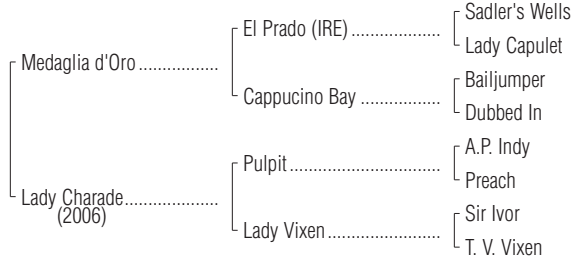 Sadler's Wells
El Prado (IRE) ....................
Lady Capulet
Medaglia d'Oro .................
Bailjumper
Cappucino Bay ..................
Dubbed In
A.P. Indy
Pulpit..................................
Preach
Lady Charade....................
(2006)
Sir Ivor
Lady Vixen.........................
T. V. Vixen